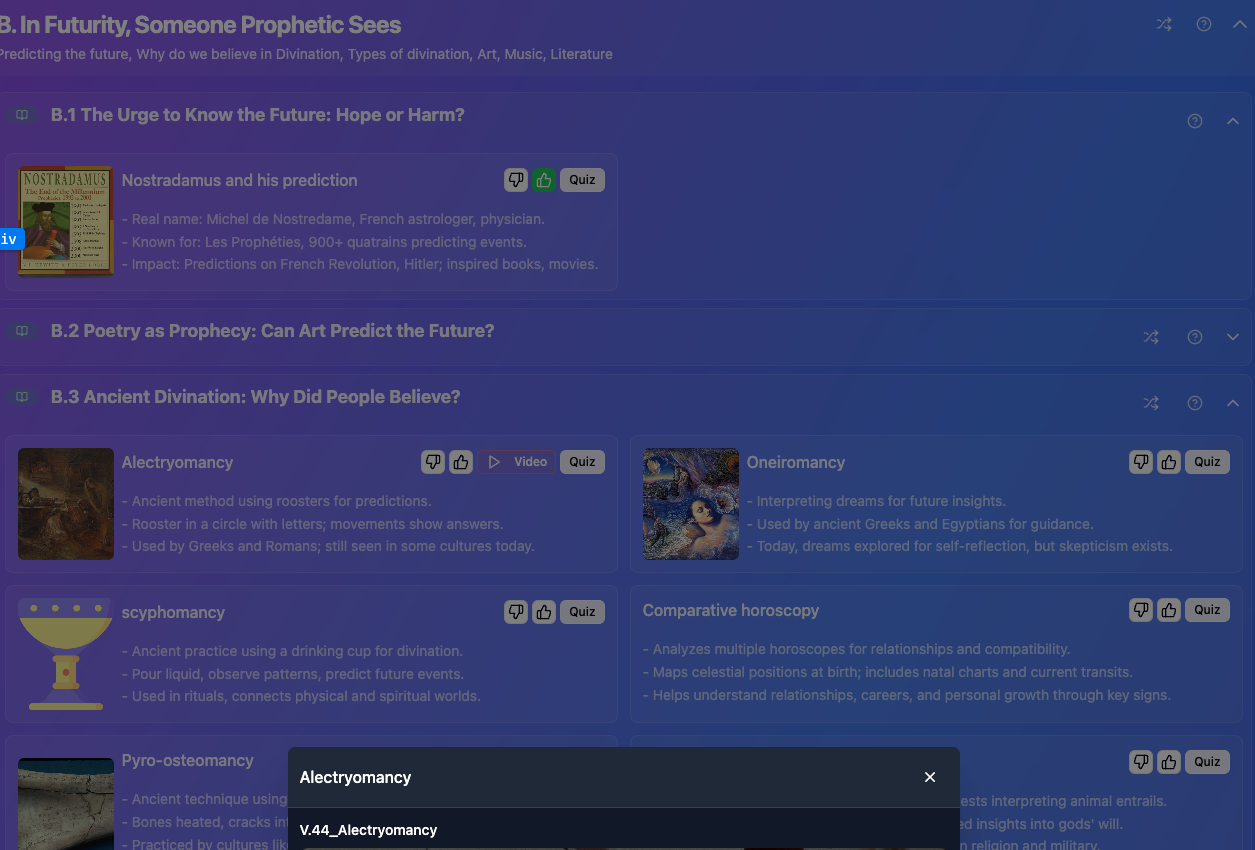 B. In Futurity, Someone Prophetic Sees
Predicting the future, Why do we believe in Divination, Types of divination, Art, Music, Literature
B.1 The Urge to Know the Future: Hope or Harm?
NOSTRADAMUS
The End of the Millennium
Nostradamus and his prediction
Quiz
- Real name: Michel de Nostredame, French astrologer, physician.
- Known for: Les Prophéties, 900+ quatrains predicting events.
- Impact: Predictions on French Revolution, Hitler; inspired books, movies.
iv
B.2 Poetry as Prophecy: Can Art Predict the Future?
B.3 Ancient Divination: Why Did People Believe?
Alectryomancy
Video
Quiz
- Ancient method using roosters for predictions.
- Rooster in a circle with letters; movements show answers.
- Used by Greeks and Romans; still seen in some cultures today.
Oneiromancy
Quiz
- Interpreting dreams for future insights.
- Used by ancient Greeks and Egyptians for guidance.
- Today, dreams explored for self-reflection, but skepticism exists.
scyphomancy
Quiz
- Ancient practice using a drinking cup for divination.
- Pour liquid, observe patterns, predict future events.
- Used in rituals, connects physical and spiritual worlds.
Comparative horoscopy
Quiz
- Analyzes multiple horoscopes for relationships and compatibility.
- Maps celestial positions at birth; includes natal charts and current transits.
- Helps understand relationships, careers, and personal growth through key signs.
Pyro-osteomancy
- Ancient technique using
- Bones heated, cracks in
- Practiced by cultures lik
Quiz
ests interpreting animal entrails.
ed insights into gods' will.
n religion and military.
Alectryomancy
V.44_Alectryomancy